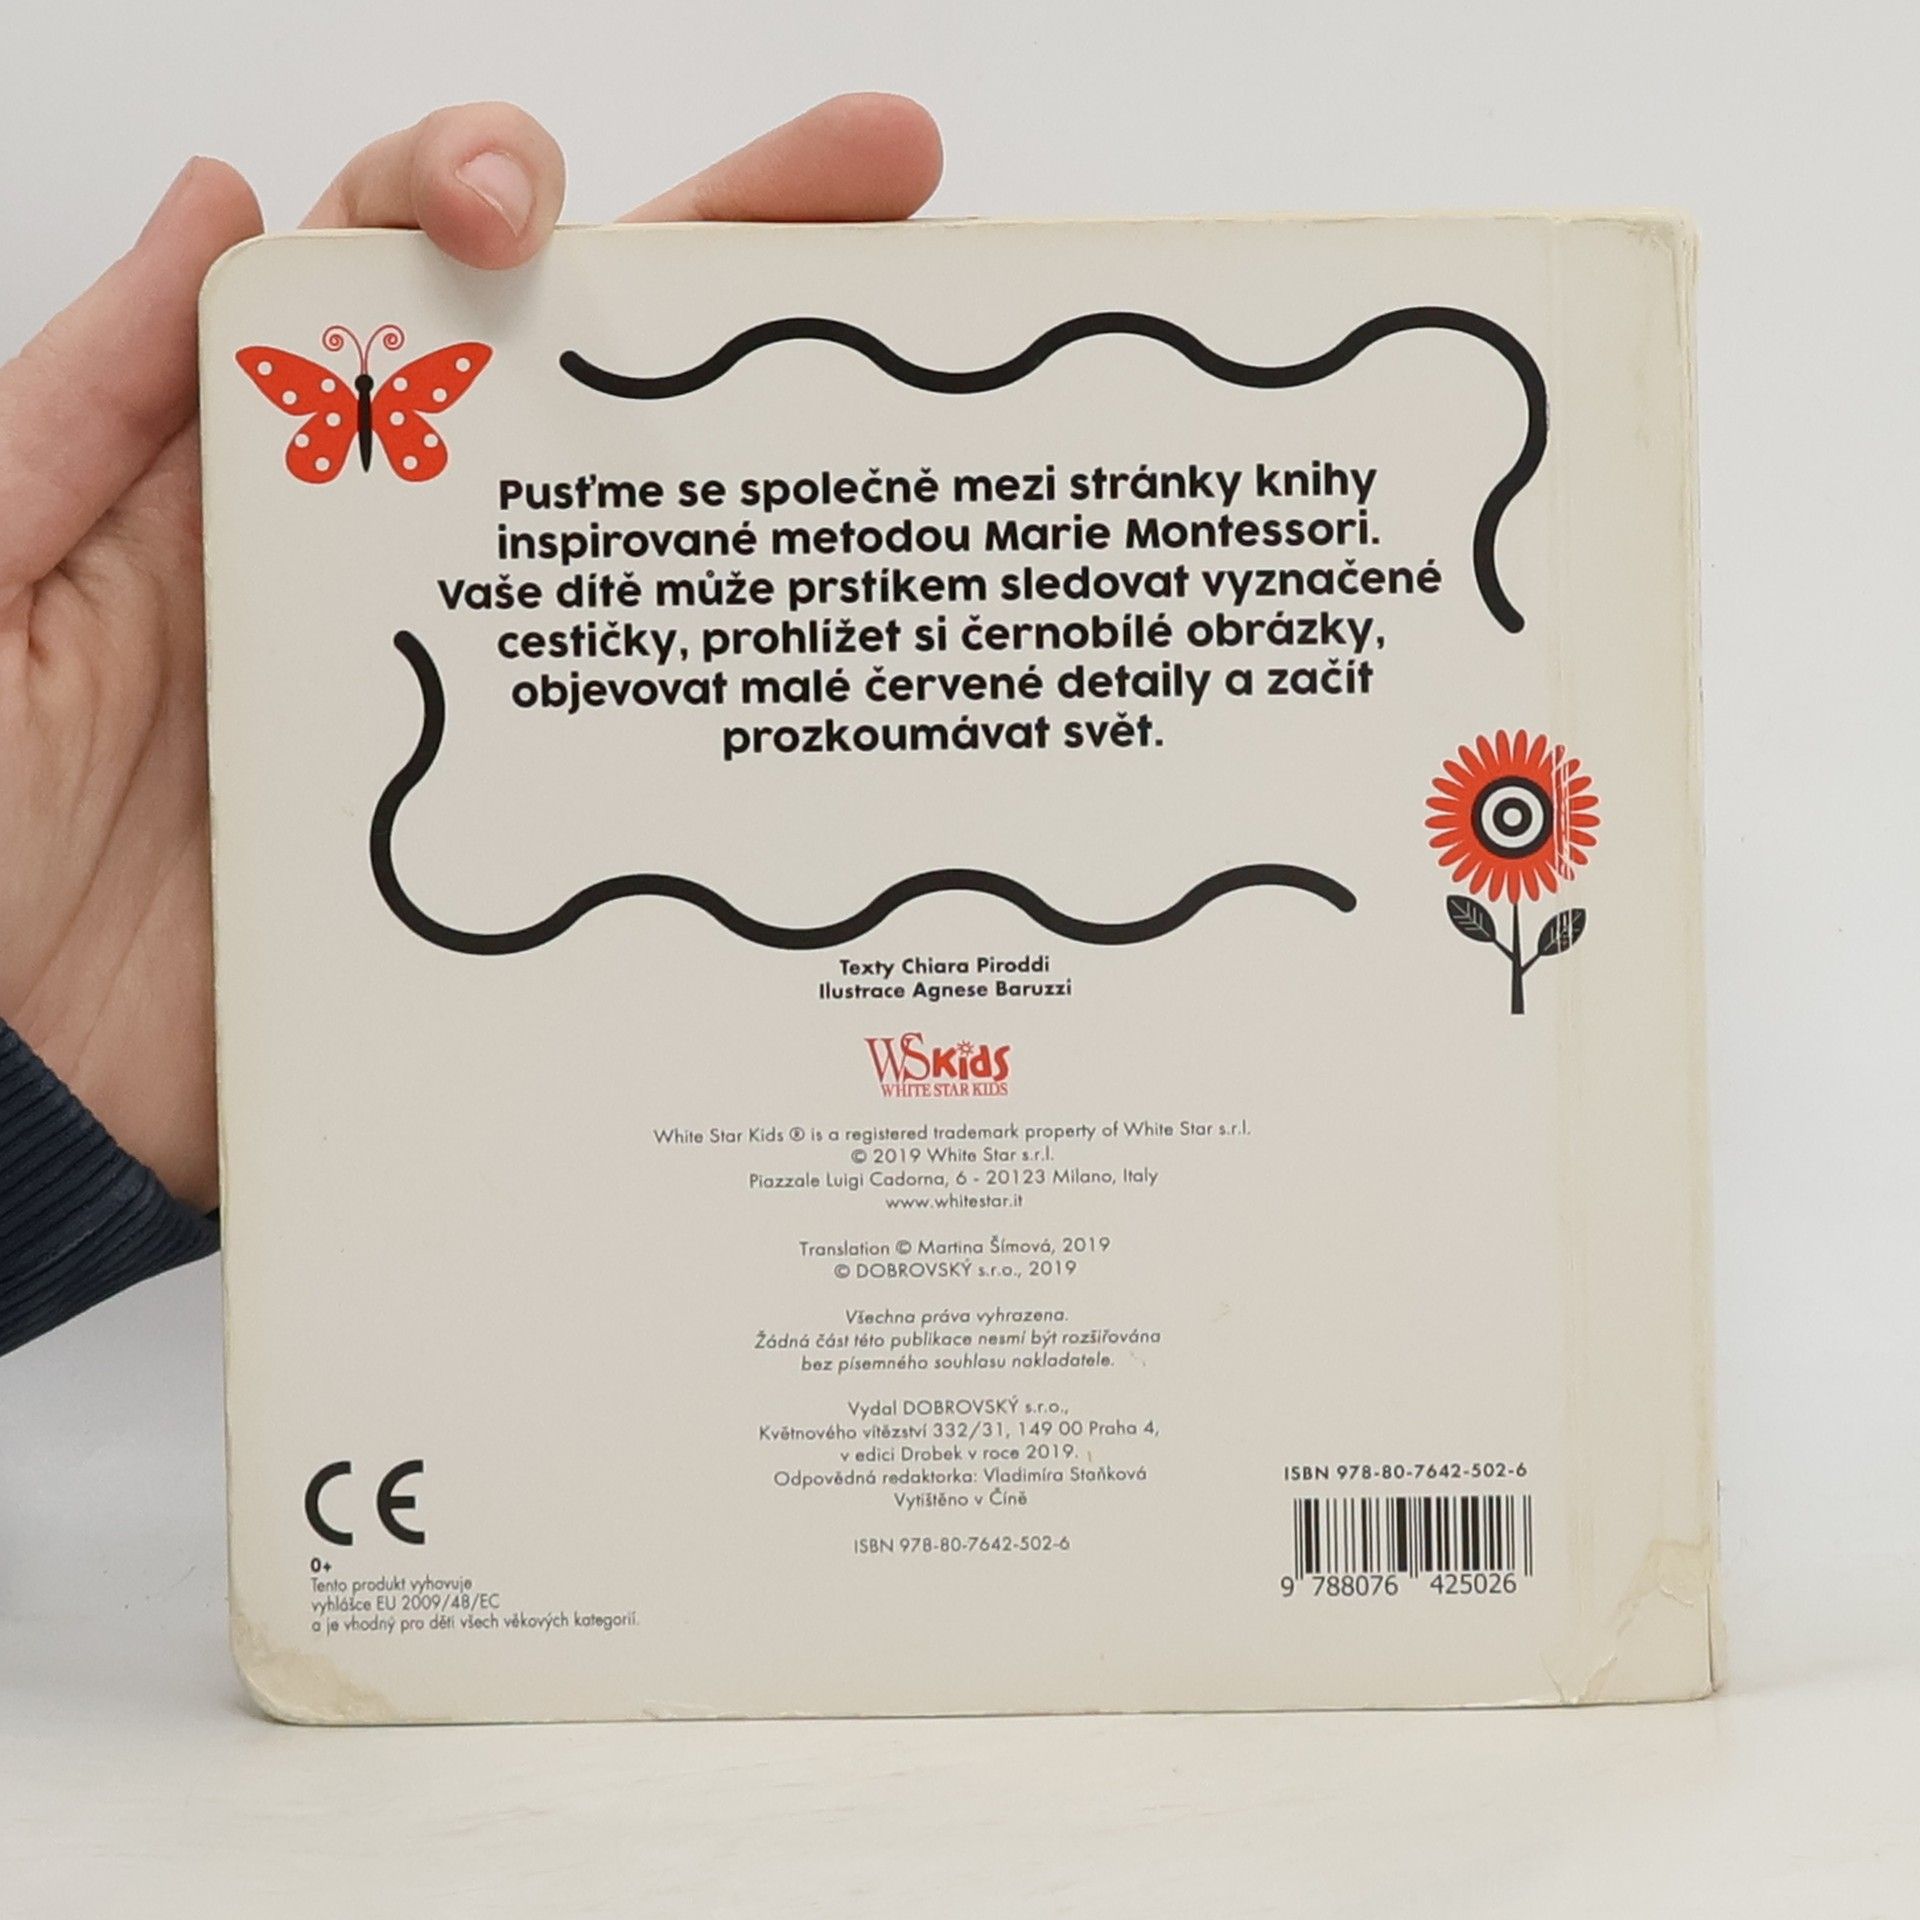 Pusťme se společně mezi stránky knihy
inspirované metodou Marie Montessori.
Vaše dítě může prstíkem sledovat vyznačené
cestičky, prohlížet si černobílé obrázky,
objevovat malé červené detaily a začít
prozkoumávat svět.
Texty Chiara Piroddi
Ilustrace Agnese Baruzzi
WSKids
WHITE STAR KIDS
White Star Kids ® is a registered trademark property of White Star s.r.l.
© 2019 White Star s.r.l.
Piazzale Luigi Cadorna, 6 - 20123 Milano, Italy
www.whitestar.it
Translation © Martina Šímová, 2019
© DOBROVSKÝ s.r.o., 2019
Všechna práva vyhrazena.
Žádná část této publikace nesmí být rozšiřována
bez písemného souhlasu nakladatele.
Vydal DOBROVSKÝ s.r.o.,
Květnového vítězství 332/31, 149 00 Praha 4,
v edici Drobek v roce 2019.
Odpovědná redaktorka: Vladimíra Staňková
Vytištěno v Číně
ISBN 978-80-7642-502-6
CE
0+
Tento produkt vyhovuje
vyhlášce EU 2009/48/EC
a je vhodný pro děti všech věkových kategorií.
ISBN 978-80-7642-502-6
9 788076 425026